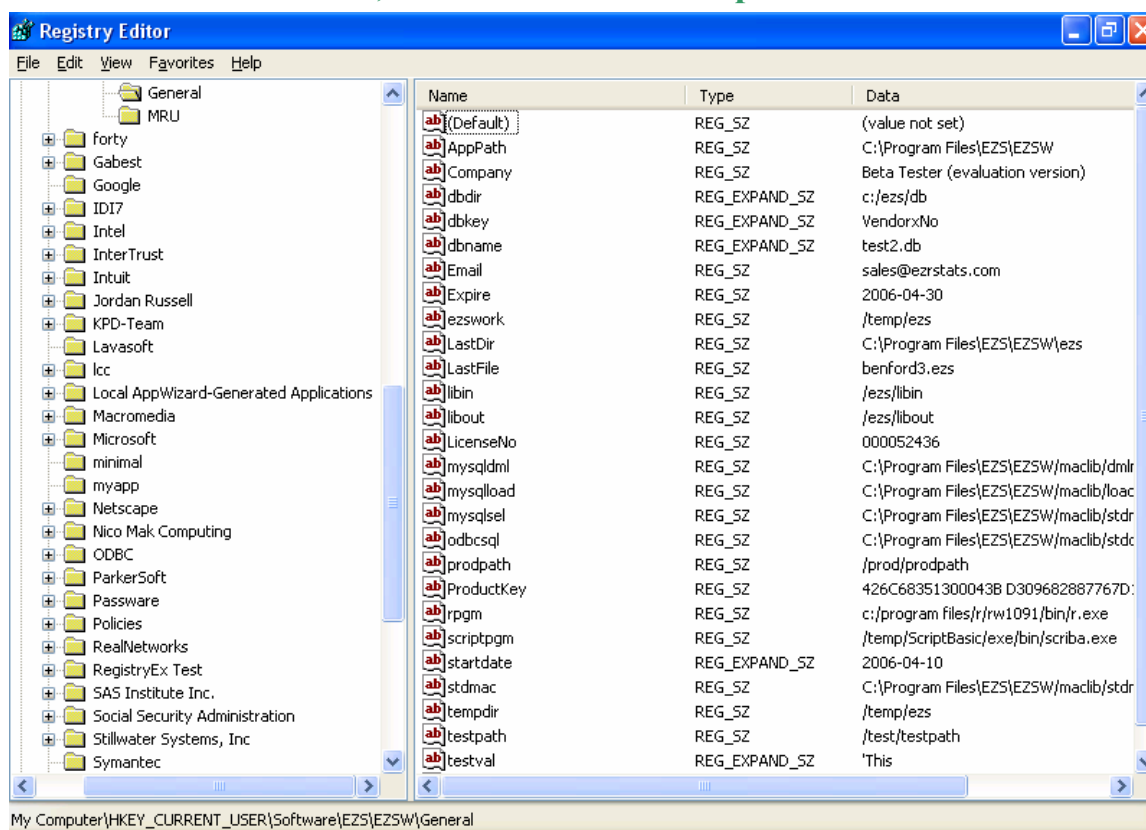 Registry Editor
File Edit View Favorites Help
General
MRU
forty
Gabest
Google
IDI7
Intel
InterTrust
Intuit
Jordan Russell
KPD-Team
Lavasoft
lcc
Local AppWizard-Generated Applications
Macromedia
Microsoft
minimal
myapp
Netscape
Nico Mak Computing
ODBC
ParkerSoft
Passware
Policies
RealNetworks
RegistryEx Test
SAS Institute Inc.
Social Security Administration
Stillwater Systems, Inc
Symantec
Name Type Data
(Default) REG_SZ (value not set)
AppPath REG_SZ C:\Program Files\EZS\EZSW
Company REG_SZ Beta Tester (evaluation version)
dbdir REG_EXPAND_SZ c:/ezs/db
dbkey REG_EXPAND_SZ VendorxNo
dbname REG_EXPAND_SZ test2.db
Email REG_SZ sales@ezrstats.com
Expire REG_SZ 2006-04-30
ezswork REG_SZ /temp/ezs
LastDir REG_SZ C:\Program Files\EZS\EZSW\ezs
LastFile REG_SZ benford3.ezs
libin REG_SZ /ezs/libin
libout REG_SZ /ezs/libout
LicenseNo REG_SZ 000052436
mysqldml REG_SZ C:\Program Files\EZS\EZSW/maclib/dmlr
mysqlload REG_SZ C:\Program Files\EZS\EZSW/maclib/loac
mysqlsel REG_SZ C:\Program Files\EZS\EZSW/maclib/stdr
odbcsql REG_SZ C:\Program Files\EZS\EZSW/maclib/stdc
prodpath REG_SZ /prod/prodpath
ProductKey REG_SZ 426C68351300043B D309682887767D
rpgm REG_SZ c:/program files/r/rw1091/bin/r.exe
scriptpgm REG_SZ /temp/ScriptBasic/exe/bin/scriba.exe
startdate REG_EXPAND_SZ 2006-04-10
stdmac REG_SZ C:\Program Files\EZS\EZSW/maclib/stdr
tempdir REG_SZ /temp/ezs
testpath REG_SZ /test/testpath
testval REG_EXPAND_SZ 'This
My Computer\HKEY_CURRENT_USER\Software\EZS\EZSW\General